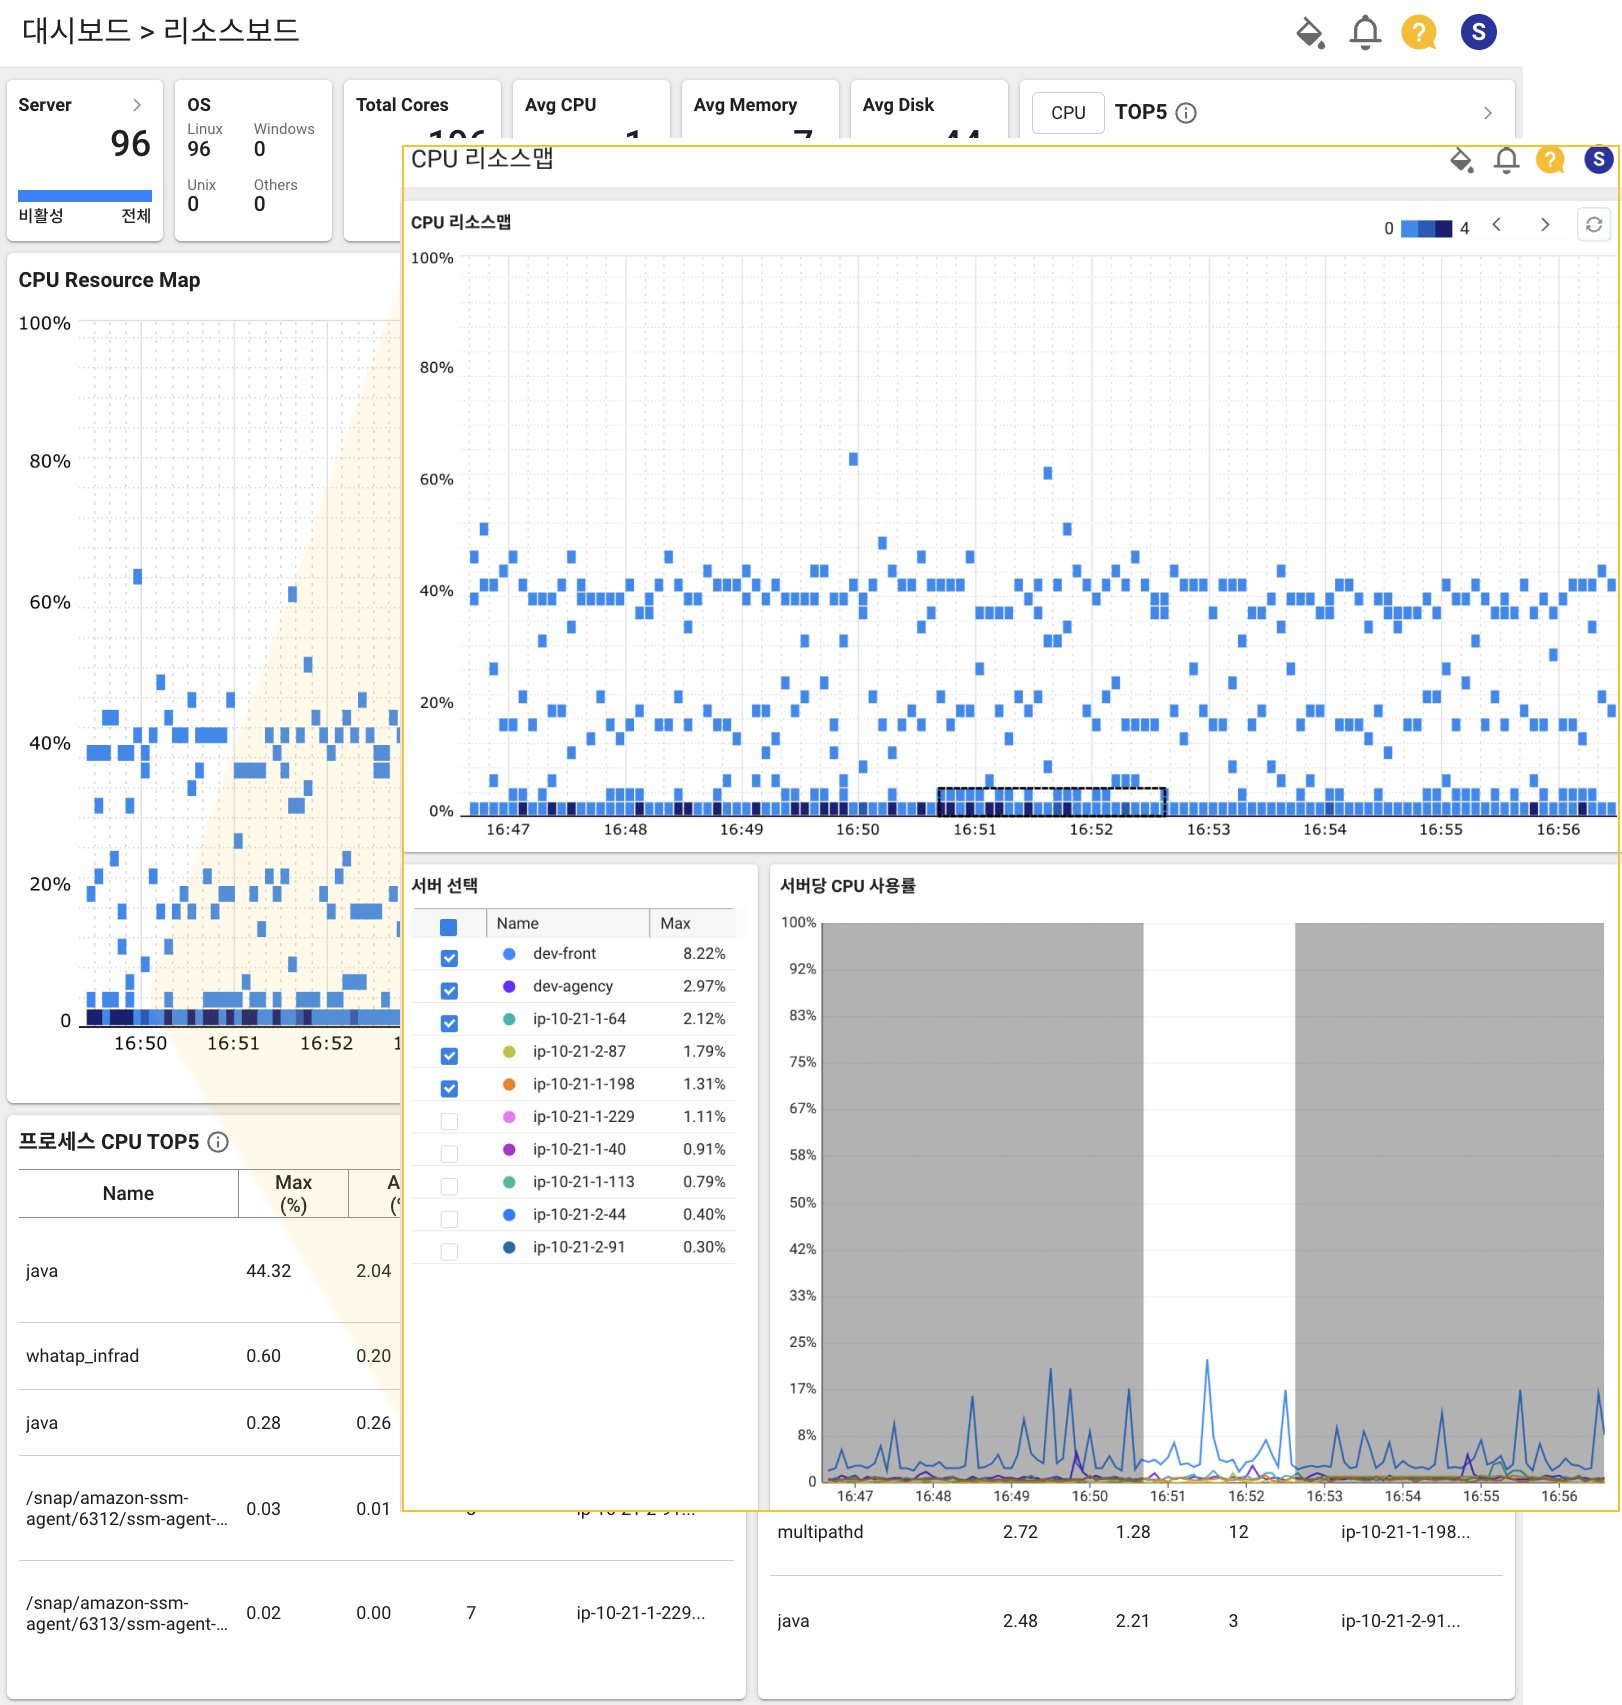 대시보드 > 리소스보드
?
S
Server
96
비활성
전체
OS
Linux
96
Windows
0
Unix
0
Others
0
Total Cores
Avg CPU
Avg Memory
Avg Disk
44
CPU
TOP5
CPU Resource Map
100%
80%
60%
40%
20%
0
16:50
16:51
16:52
프로세스 CPU TOP5
Name
Max
(%)
java
44.32
2.04
whatap_infrad
0.60
0.20
java
0.28
0.26
/snap/amazon-ssm-
agent/6312/ssm-agent-...
0.03
0.01
/snap/amazon-ssm-
agent/6313/ssm-agent-...
0.02
0.00
7
ip-10-21-1-229...
multipathd
2.72
1.28
12
ip-10-21-1-198...
java
2.48
2.21
3
ip-10-21-2-91...
CPU 리소스맵
?
S
CPU 리소스맵
0
4
100%
80%
60%
40%
20%
0%
16:47
16:48
16:49
16:50
16:51
16:52
16:53
16:54
16:55
16:56
서버 선택
Name
Max
dev-front
8.22%
dev-agency
2.97%
ip-10-21-1-64
2.12%
ip-10-21-2-87
1.79%
ip-10-21-1-198
1.31%
ip-10-21-1-229
1.11%
ip-10-21-1-40
0.91%
ip-10-21-1-113
0.79%
ip-10-21-2-44
0.40%
ip-10-21-2-91
0.30%
서버당 CPU 사용률
100%
92%
83%
75%
67%
58%
50%
42%
33%
25%
17%
8%
0
16:47
16:48
16:49
16:50
16:51
16:52
16:53
16:54
16:55
16:56